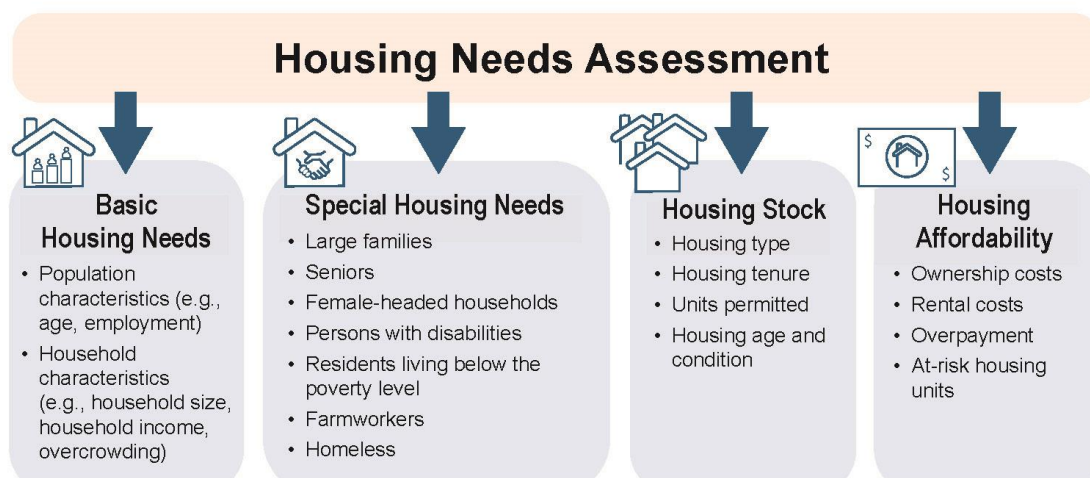 Housing Needs Assessment
Basic
Housing Needs
• Population
characteristics (e.g.,
age, employment)
• Household
characteristics
(e.g., household size,
household income,
overcrowding)
Special Housing Needs
• Large families
• Seniors
• Female-headed households
• Persons with disabilities
• Residents living below the
poverty level
• Farmworkers
• Homeless
Housing Stock
• Housing type
• Housing tenure
• Units permitted
• Housing age and
condition
$
$
Housing
Affordability
• Ownership costs
• Rental costs
• Overpayment
• At-risk housing
units